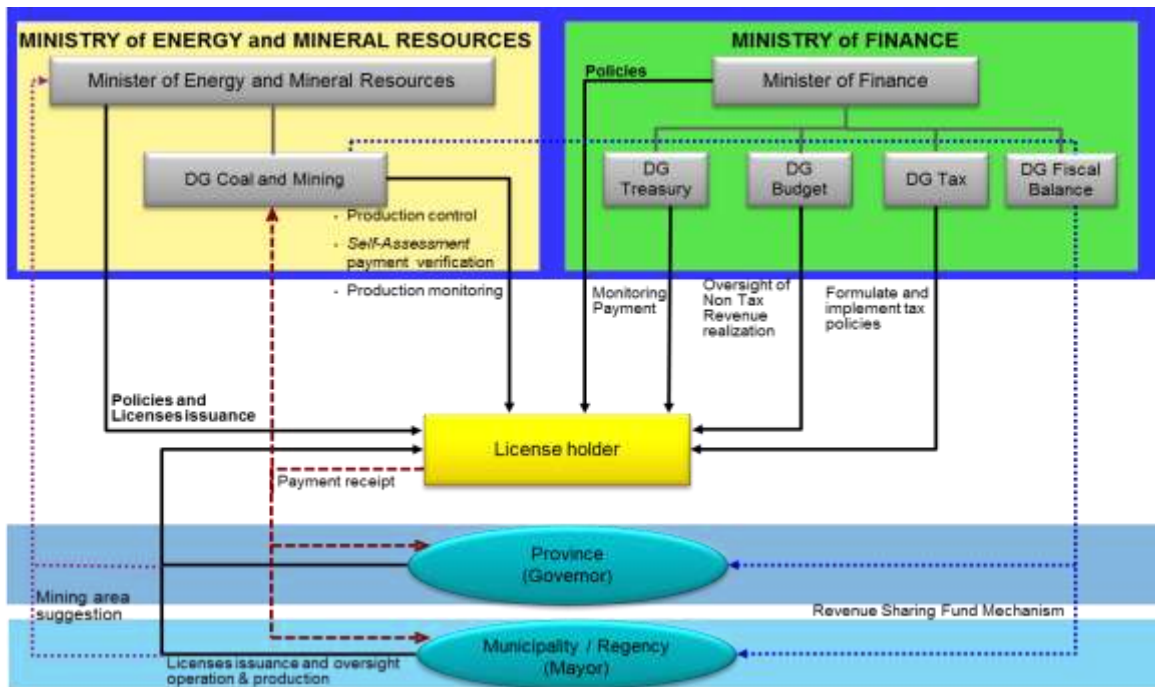 MINISTRY of ENERGY and MINERAL RESOURCES
MINISTRY of FINANCE
Minister of Energy and Mineral Resources
Policies
Minister of Finance
DG Coal and Mining
DG
Treasury
DG
Budget
DG Tax
DG Fiscal
Balance
- Production control
- Self-Assessment
payment verification
- Production monitoring
Monitoring
Payment
Oversight of
Non Tax
Revenue
realization
Formulate and
implement tax
policies
Policies and
Licenses issuance
License holder
Payment receipt
Province
(Governor)
Mining area
suggestion
Revenue Sharing Fund Mechanism
Municipality / Regency
(Mayor)
Licenses issuance and oversight
operation & production